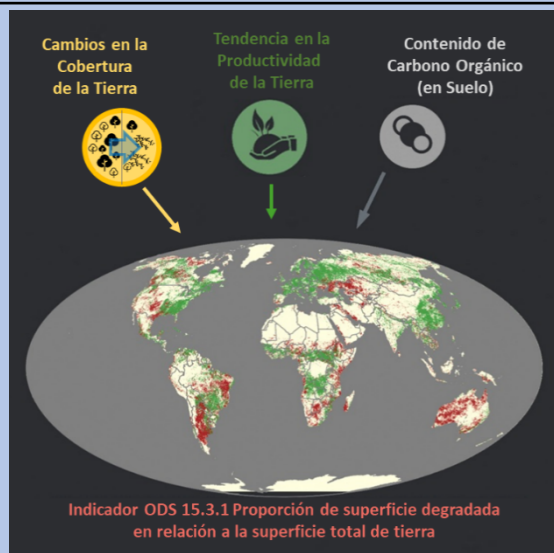 Cambios en la
Cobertura
de la Tierra
Tendencia en la
Productividad
de la Tierra
Contenido de
Carbono Orgánico
(en Suelo)
Indicador ODS 15.3.1 Proporción de superficie degradada
en relación a la superficie total de tierra